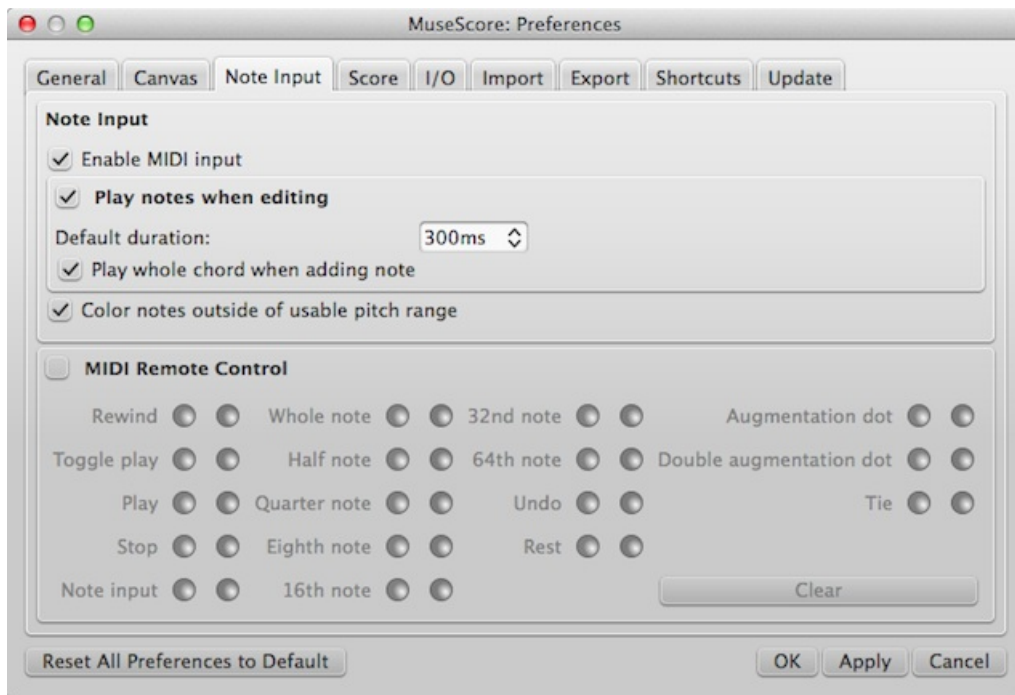 MuseScore: Preferences
General Canvas Note Input Score I/O Import Export Shortcuts Update
Note Input
Enable MIDI input
Play notes when editing
Default duration: 300ms
Play whole chord when adding note
Color notes outside of usable pitch range
MIDI Remote Control
Rewind Whole note 32nd note Augmentation dot
Toggle play Half note 64th note Double augmentation dot
Play Quarter note Undo Tie
Stop Eighth note Rest
Note input 16th note Clear
Reset All Preferences to Default OK Apply Cancel